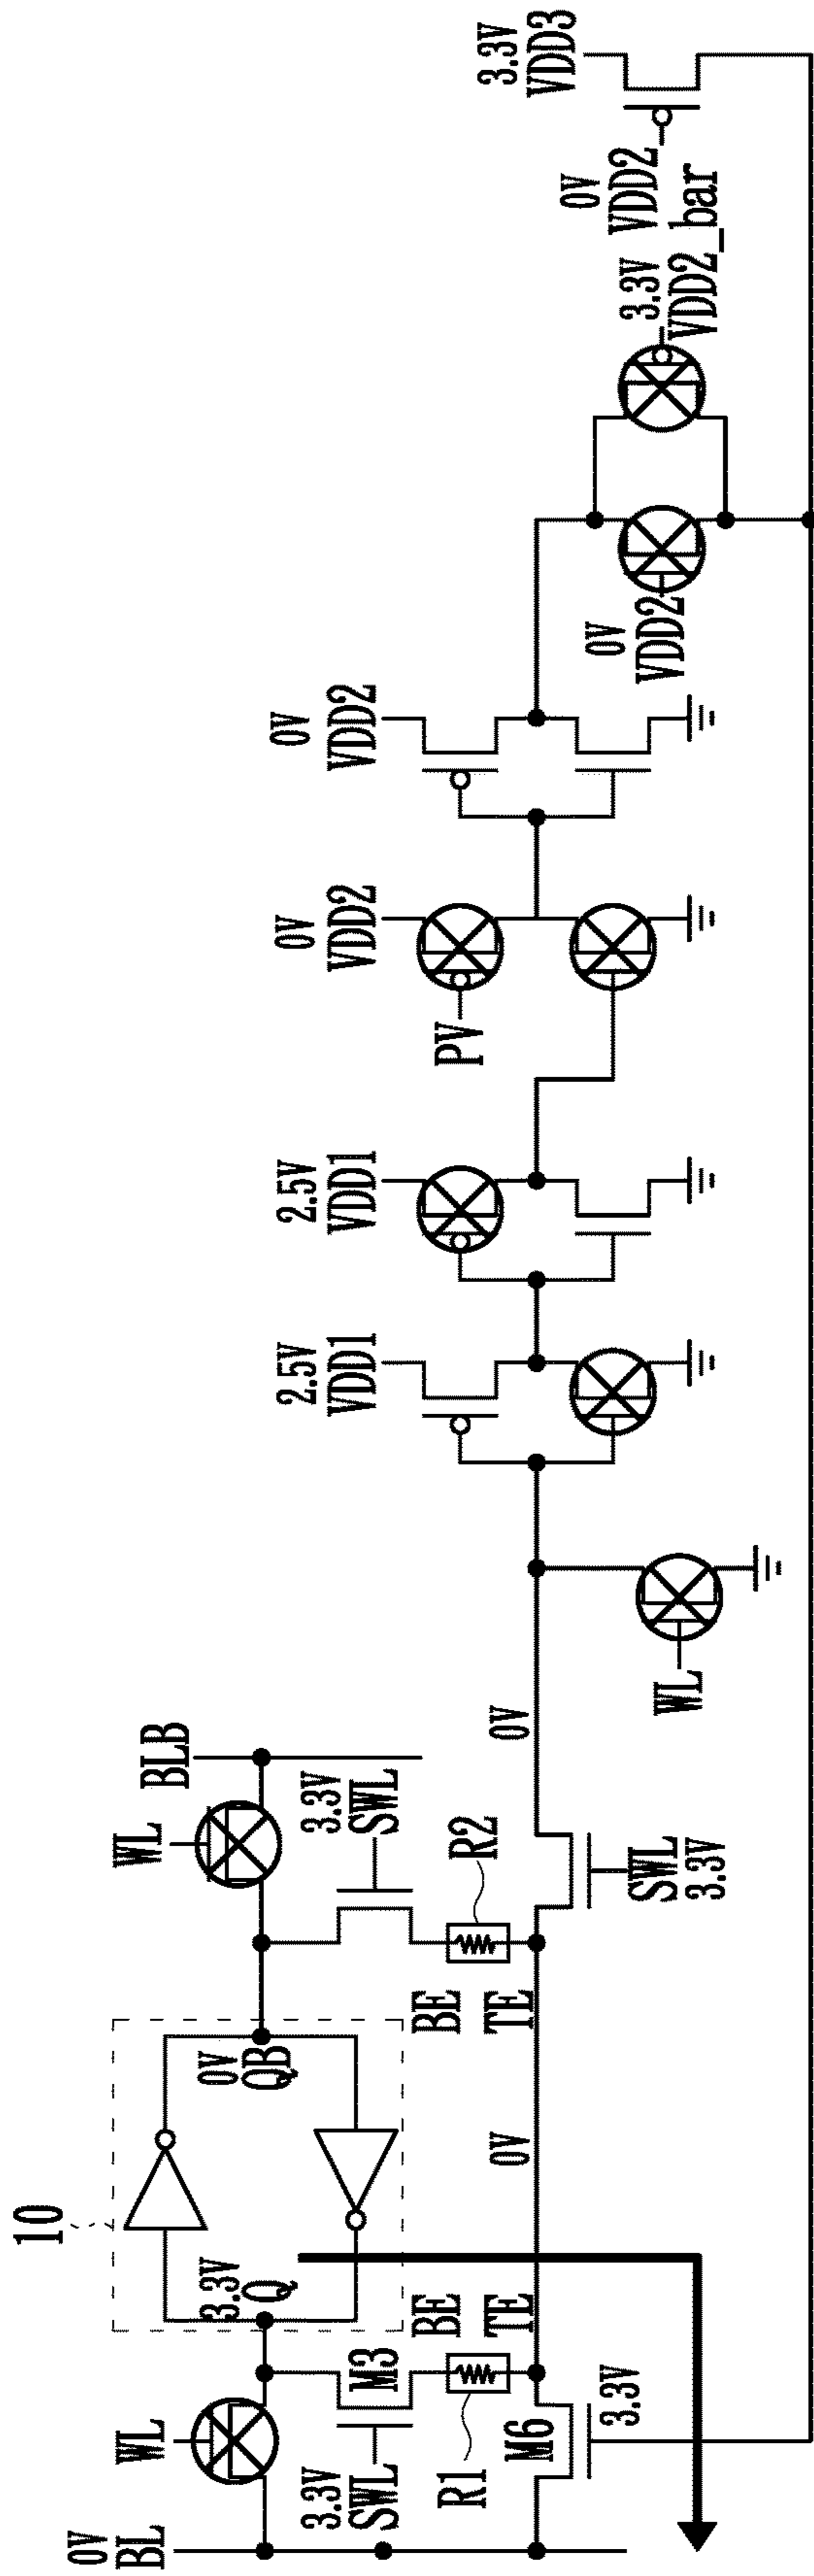 0V
BL
WL
3.3V
SWL
M3
R1
BE
TE
M6
3.3V
10
3.3V
Q
0V
QB
0V
BE
TE
R2
WL
BLB
3.3V
SWL
SWL
3.3V
0V
WL
2.5V
VDD1
2.5V
VDD1
PV
0V
VDD2
0V
VDD2
0V
VDD2
3.3V
VDD2_bar
0V
VDD2
3.3V
VDD3